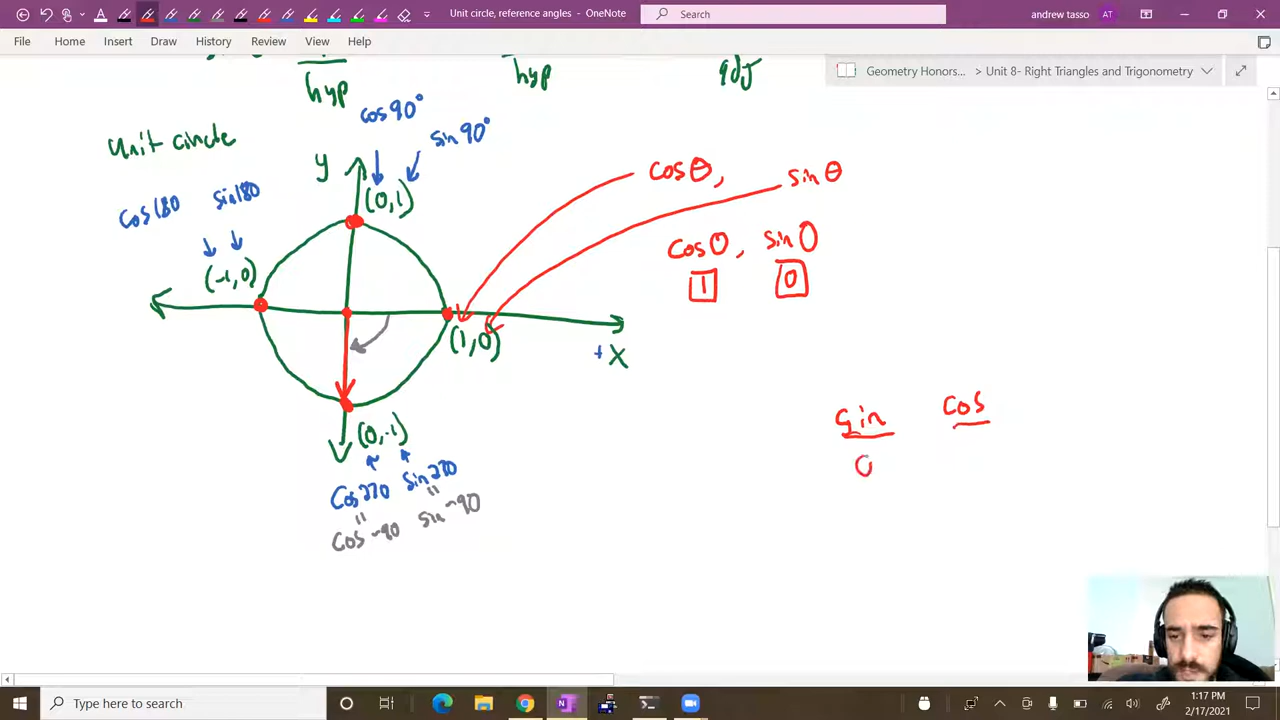 Unit circle, reference angles - OneNote
Search
andrew tasso
AT
File Home Insert Draw History Review View Help
Geometry Honors... > Unit 8- Right Triangles and Trigonometry
hyp hyp adj
cos 90°
sin 90°
unit circle
y
cos θ, sin θ
(0,1)
cos 180 sin 180
cos 0, sin 0
(-1,0)
1 0
(1,0)
+ X
sin cos
(0,-1)
0
cos 270 sin 270
" "
cos -90 sin -90
Type here to search
1:17 PM
2/17/2021